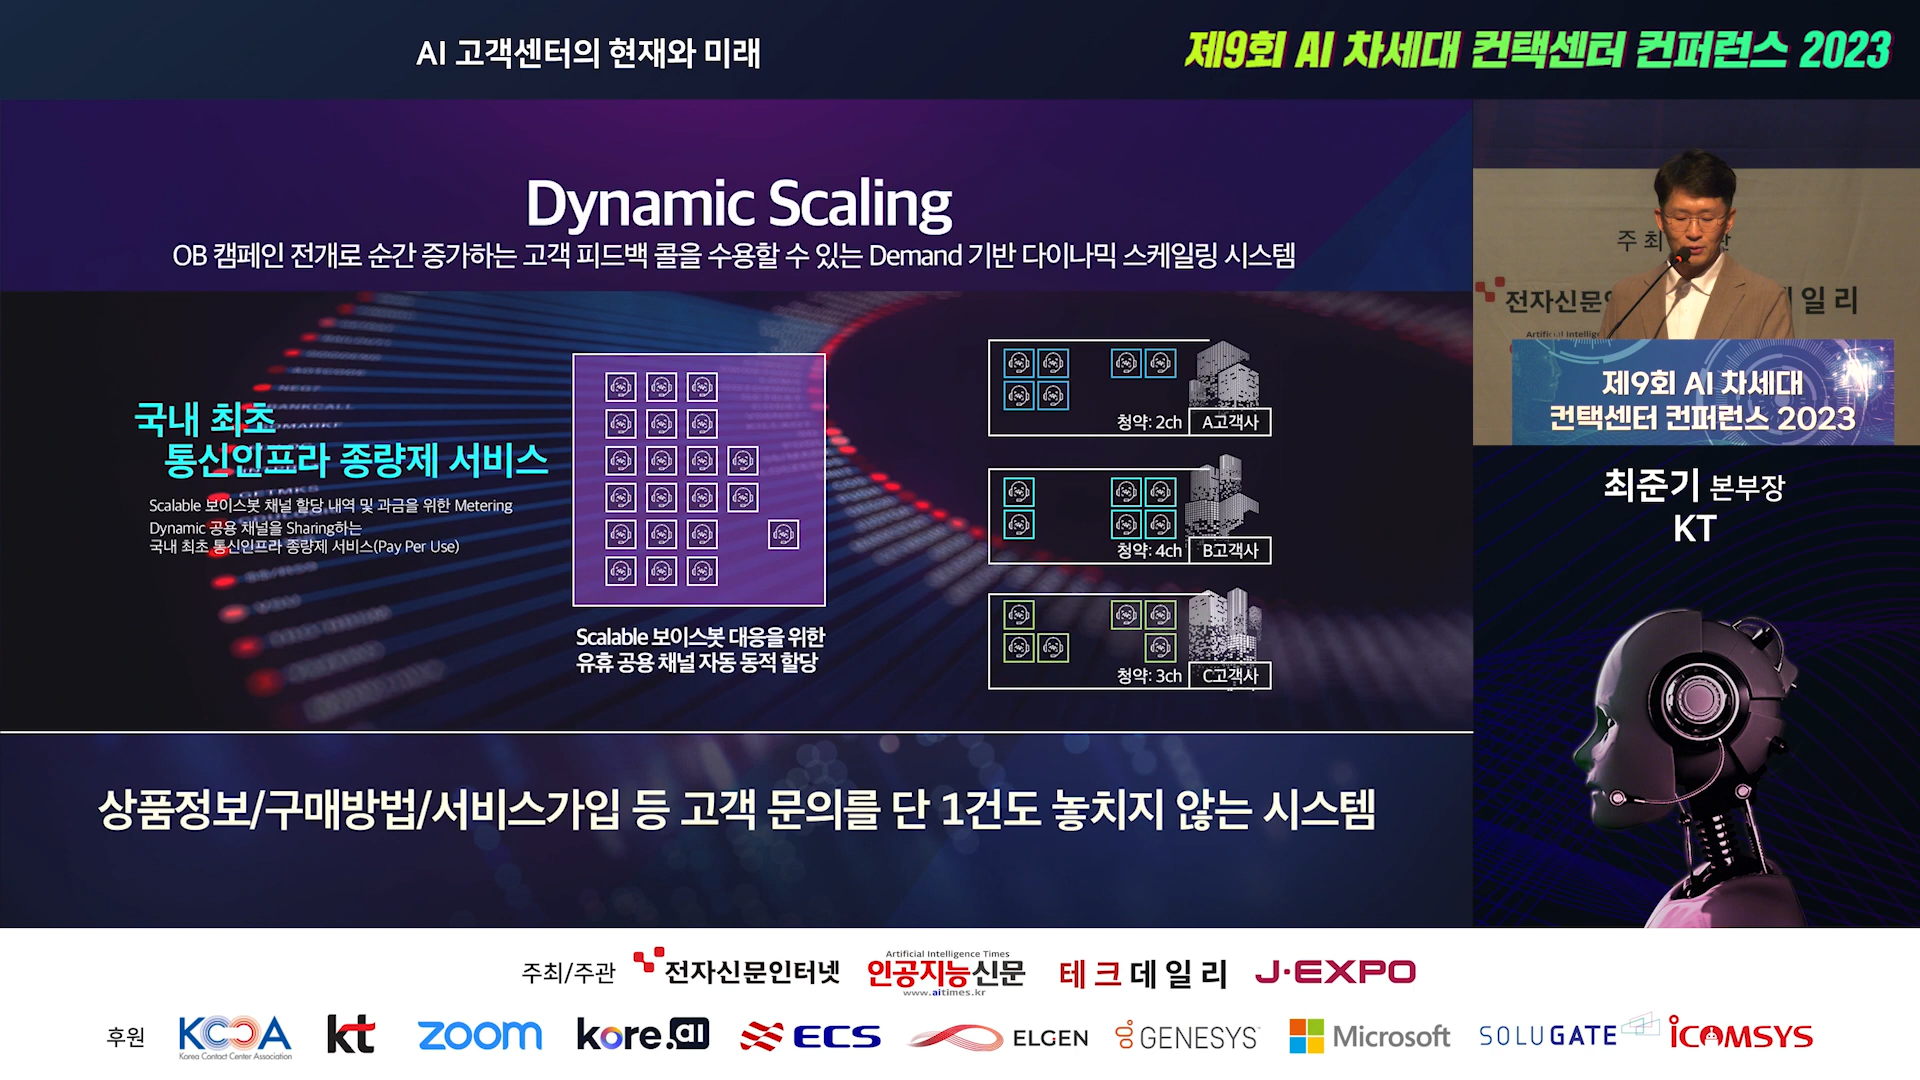 AI 고객센터의 현재와 미래
제9회 AI 차세대 컨택센터 컨퍼런스 2023
Dynamic Scaling
OB 캠페인 전개로 순간 증가하는 고객 피드백 콜을 수용할 수 있는 Demand 기반 다이나믹 스케일링 시스템
국내 최초
통신인프라 종량제 서비스
Scalable 보이스봇 채널 할당 내역 및 과금을 위한 Metering
Dynamic 공용 채널을 Sharing하는
국내 최초 통신인프라 종량제 서비스(Pay Per Use)
Scalable 보이스봇 대응을 위한
유휴 공용 채널 자동 동적 할당
청약: 2ch A고객사
청약: 4ch B고객사
청약: 3ch C고객사
상품정보/구매방법/서비스가입 등 고객 문의를 단 1건도 놓치지 않는 시스템
주 최
관
전자신문
일 리
제9회 AI 차세대
컨택센터 컨퍼런스 2023
최준기 본부장
KT
주최/주관
전자신문인터넷
Artificial Intelligence Times
인공지능신문
www.aitimes.kr
테크데일리
J·EXPO
후원
KCCA
Korea Contact Center Association
kt
zoom
kore.ai
ECS
ELGEN
GENESYS
Microsoft
SOLUGATE
iCOMSYS